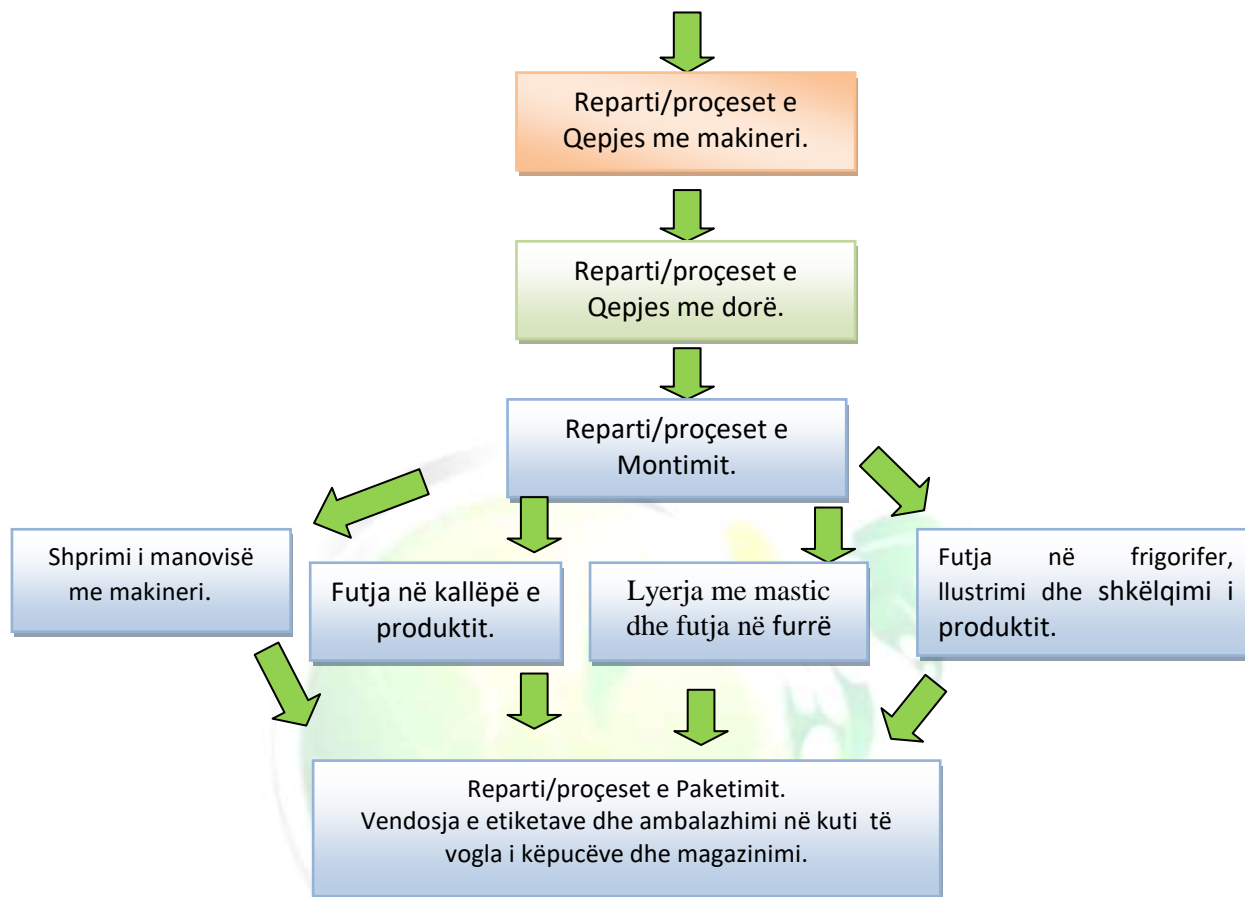 Reparti/proçeset e
Qepjes me makineri.
Reparti/proçeset e
Qepjes me dorë.
Reparti/proçeset e
Montimit.
Shprimi i manovisë
me makineri.
Futja në kallëpë e
produktit.
Lyerja me mastic
dhe futja në furrë
Futja në frigorifer,
llustrimi dhe shkëlqimi i
produktit.
Reparti/proçeset e Paketimit.
Vendosja e etiketave dhe ambalazhimi në kuti të
vogla i këpucëve dhe magazinimi.